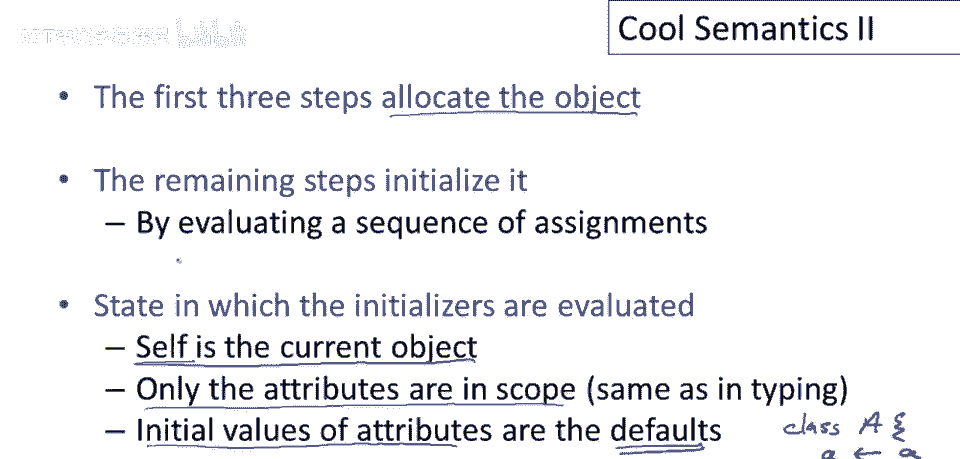 Cool Semantics II
• The first three steps allocate the object
• The remaining steps initialize it
– By evaluating a sequence of assignments
• State in which the initializers are evaluated
– Self is the current object
– Only the attributes are in scope (same as in typing)
– Initial values of attributes are the defaults
class A {
a ← a